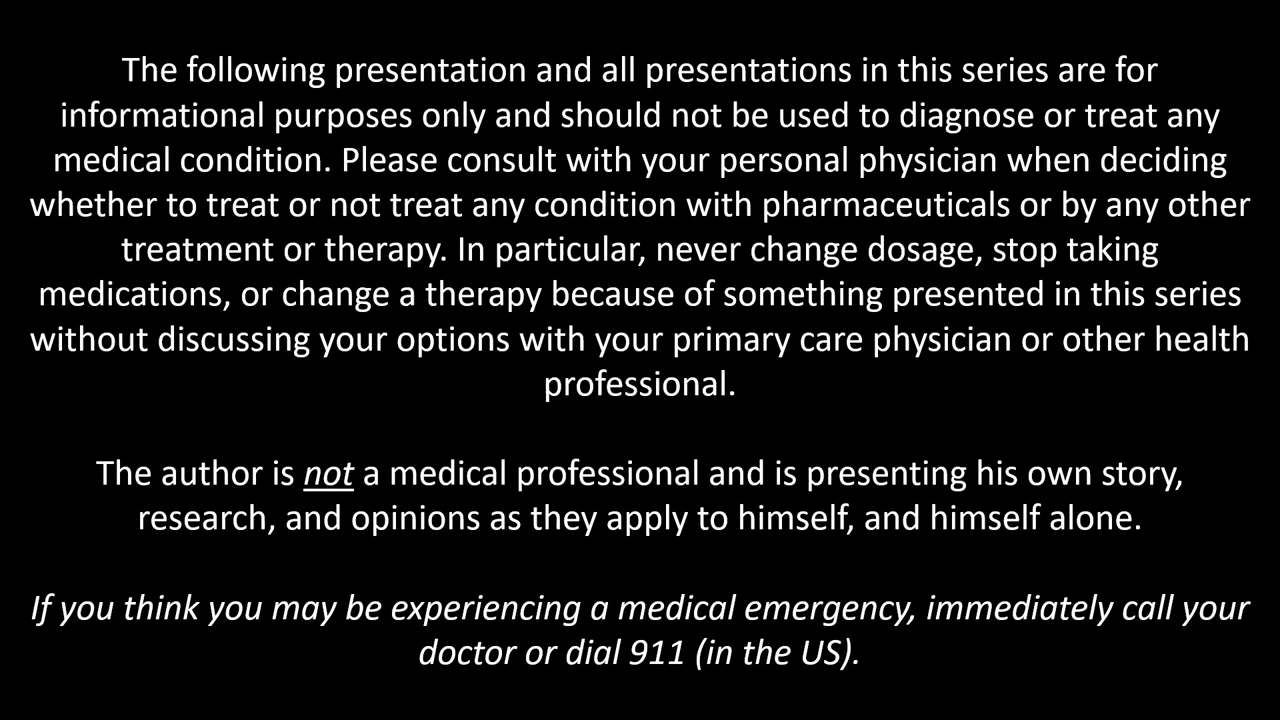 The following presentation and all presentations in this series are for
informational purposes only and should not be used to diagnose or treat any
medical condition. Please consult with your personal physician when deciding
whether to treat or not treat any condition with pharmaceuticals or by any other
treatment or therapy. In particular, never change dosage, stop taking
medications, or change a therapy because of something presented in this series
without discussing your options with your primary care physician or other health
professional.
The author is not a medical professional and is presenting his own story,
research, and opinions as they apply to himself, and himself alone.
If you think you may be experiencing a medical emergency, immediately call your
doctor or dial 911 (in the US).